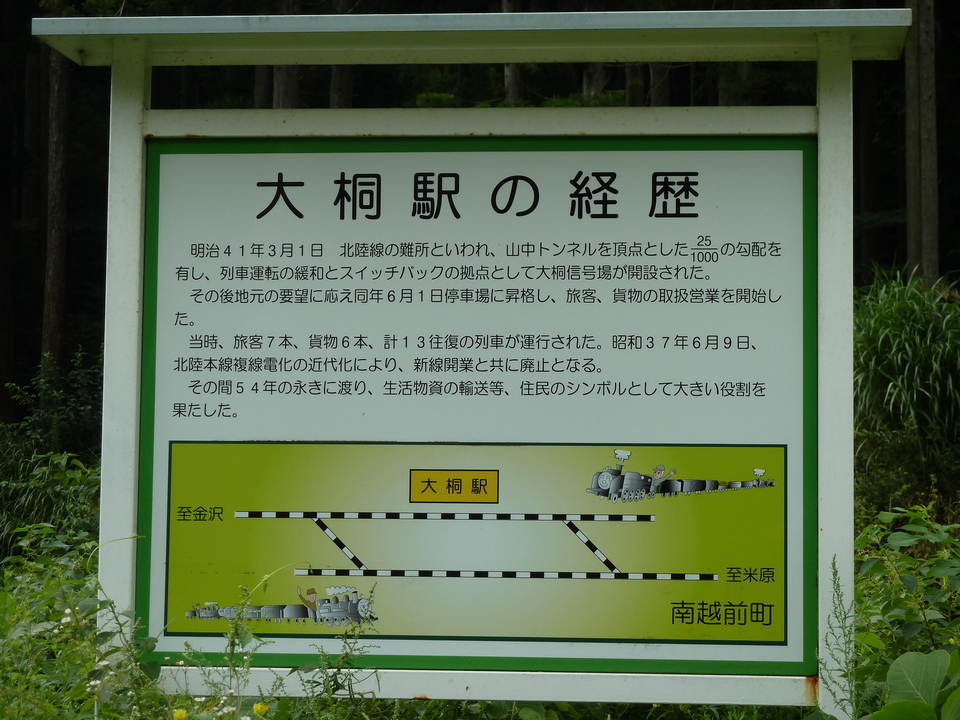 大桐駅の経歴
明治41年3月1日　北陸線の難所といわれ、山中トンネルを頂点とした25/1000の勾配を
有し、列車運転の緩和とスイッチバックの拠点として大桐信号場が開設された。
その後地元の要望に応え同年6月1日停車場に昇格し、旅客、貨物の取扱営業を開始し
た。
当時、旅客7本、貨物6本、計13往復の列車が運行された。昭和37年6月9日、
北陸本線複線電化の近代化により、新線開業と共に廃止となる。
その間54年の永きに渡り、生活物資の輸送等、住民のシンボルとして大きい役割を
果たした。
大桐駅
至金沢
至米原
南越前町